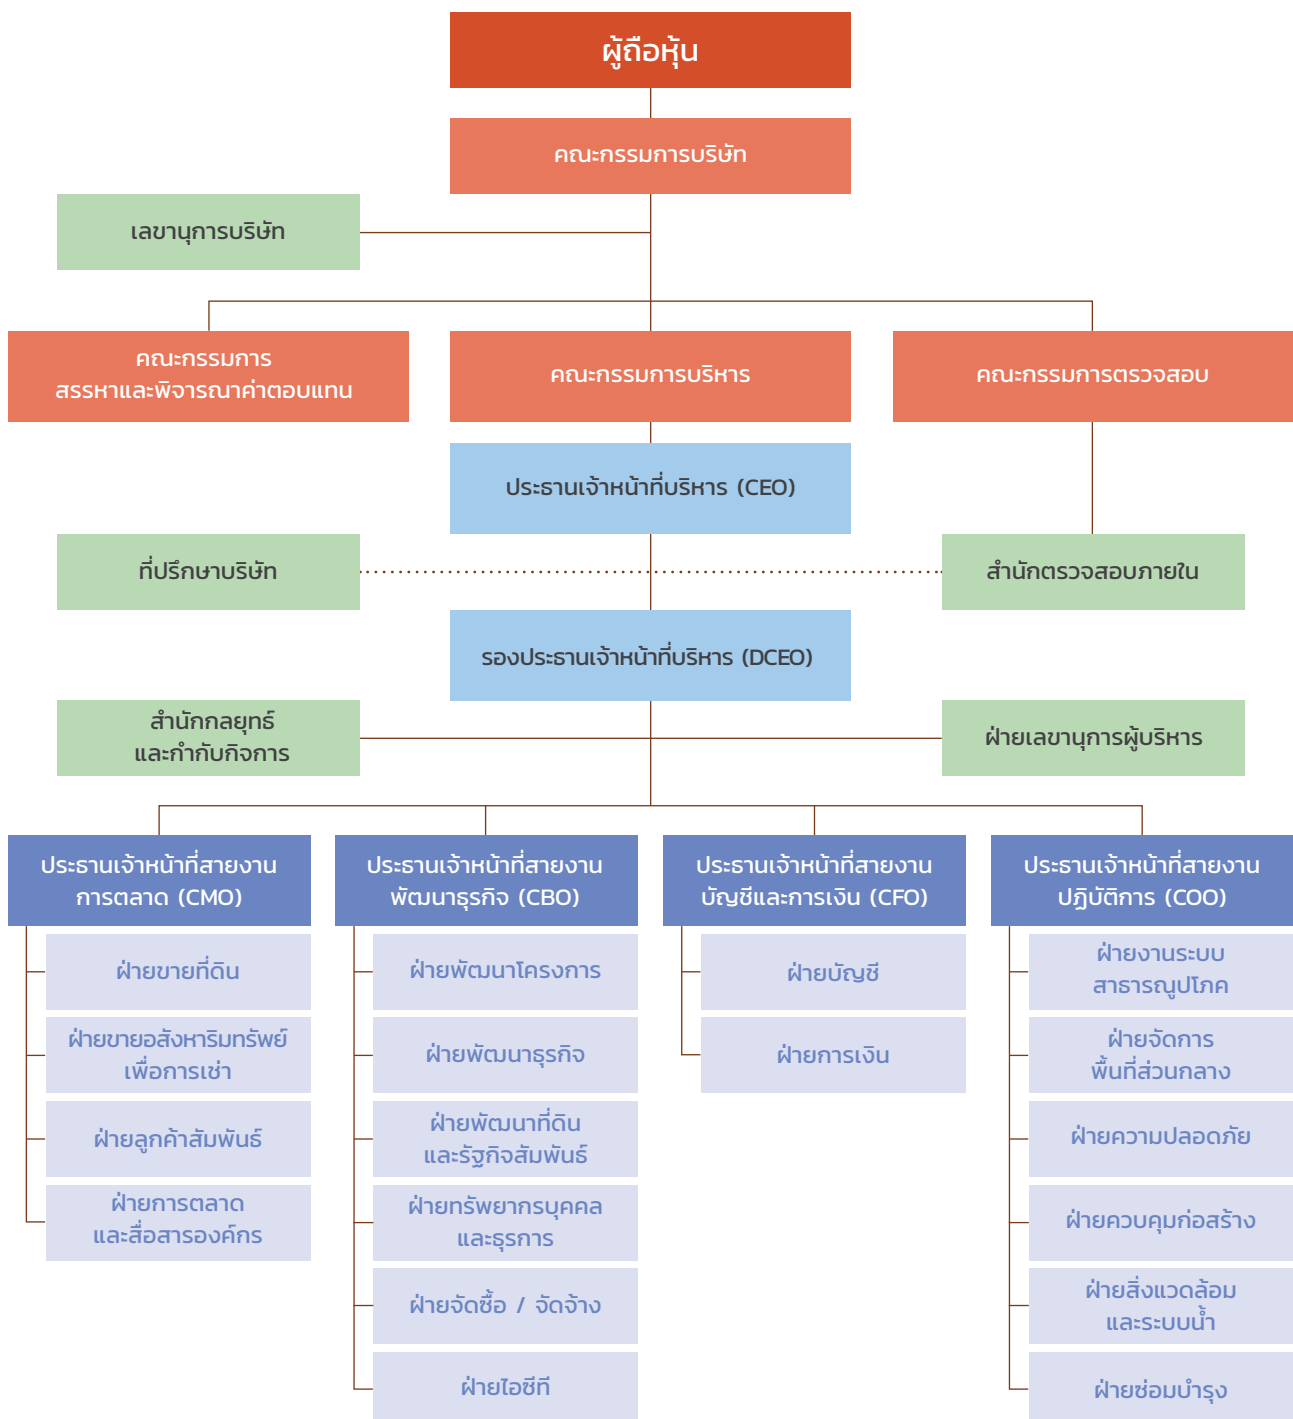 ผู้ถือหุ้น
คณะกรรมการบริษัท
เลขานุการบริษัท
คณะกรรมการ
สรรหาและพิจารณาค่าตอบแทน
คณะกรรมการบริหาร
คณะกรรมการตรวจสอบ
ประธานเจ้าหน้าที่บริหาร (CEO)
ที่ปรึกษาบริษัท
สำนักตรวจสอบภายใน
รองประธานเจ้าหน้าที่บริหาร (DCEO)
สำนักกลยุทธ์
และกำกับกิจการ
ฝ่ายเลขานุการผู้บริหาร
ประธานเจ้าหน้าที่สายงาน
การตลาด (CMO)
ฝ่ายขายที่ดิน
ฝ่ายขายอสังหาริมทรัพย์
เพื่อการเช่า
ฝ่ายลูกค้าสัมพันธ์
ฝ่ายการตลาด
และสื่อสารองค์กร
ประธานเจ้าหน้าที่สายงาน
พัฒนาธุรกิจ (CBO)
ฝ่ายพัฒนาโครงการ
ฝ่ายพัฒนาธุรกิจ
ฝ่ายพัฒนาที่ดิน
และรัฐกิจสัมพันธ์
ฝ่ายทรัพยากรบุคคล
และธุรการ
ฝ่ายจัดซื้อ / จัดจ้าง
ฝ่ายไอซีที
ประธานเจ้าหน้าที่สายงาน
บัญชีและการเงิน (CFO)
ฝ่ายบัญชี
ฝ่ายการเงิน
ประธานเจ้าหน้าที่สายงาน
ปฏิบัติการ (COO)
ฝ่ายงานระบบ
สาธารณูปโภค
ฝ่ายจัดการ
พื้นที่ส่วนกลาง
ฝ่ายความปลอดภัย
ฝ่ายควบคุมก่อสร้าง
ฝ่ายสิ่งแวดล้อม
และระบบน้ำ
ฝ่ายซ่อมบำรุง